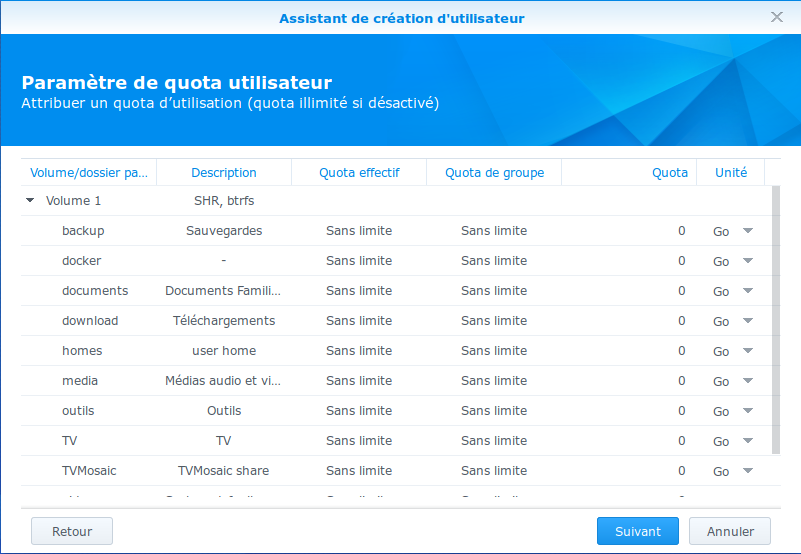 Assistant de création d'utilisateur
Paramètre de quota utilisateur
Attribuer un quota d’utilisation (quota illimité si désactivé)
Volume/dossier pa... Description Quota effectif Quota de groupe Quota Unité
Volume 1 SHR, btrfs
backup Sauvegardes Sans limite Sans limite 0 Go
docker - Sans limite Sans limite 0 Go
documents Documents Famili... Sans limite Sans limite 0 Go
download Téléchargements Sans limite Sans limite 0 Go
homes user home Sans limite Sans limite 0 Go
media Médias audio et vi... Sans limite Sans limite 0 Go
outils Outils Sans limite Sans limite 0 Go
TV TV Sans limite Sans limite 0 Go
TVMosaic TVMosaic share Sans limite Sans limite 0 Go
Retour Suivant Annuler